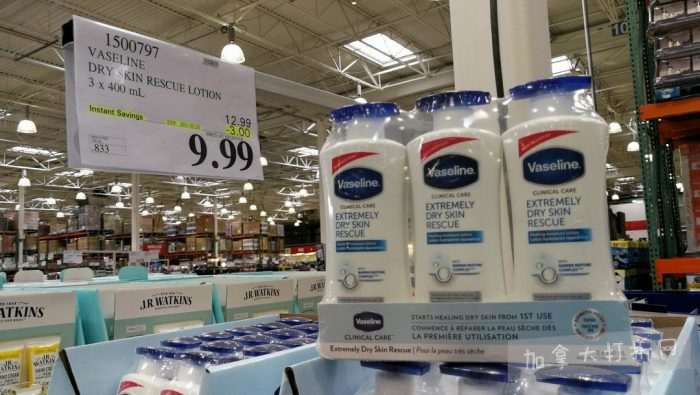 1500797
VASELINE
DRY SKIN RESCUE LOTION
3 x 400 mL
Instant Savings
12.99
-3.00
9.99
.833
Vaseline.
CLINICAL CARE
EXTREMELY
DRY SKIN
RESCUE
Vaseline.
CLINICAL CARE
EXTREMELY
DRY SKIN
RESCUE
Vaseline.
CLINICAL CARE
EXTREMELY
DRY SKIN
RESCUE
Vaseline
CLINICAL CARE
STARTS HEALING DRY SKIN FROM 1ST USE
COMMENCE À RÉPARER LA PEAU SÈCHE DÈS
LA PREMIÈRE UTILISATION
Extremely Dry Skin Rescue | Pour la peau très sèche
J.R WATKINS
J.R WATKINS
J.R WATKINS
WATKINS
加拿大打折网